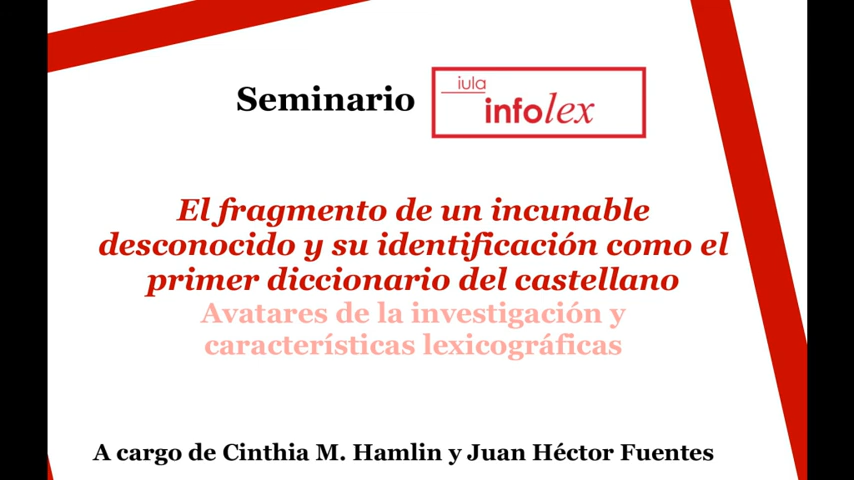 Seminario
iula
infolex
El fragmento de un incunable
desconocido y su identificación como el
primer diccionario del castellano
Avatares de la investigación y
características lexicográficas
A cargo de Cinthia M. Hamlin y Juan Héctor Fuentes